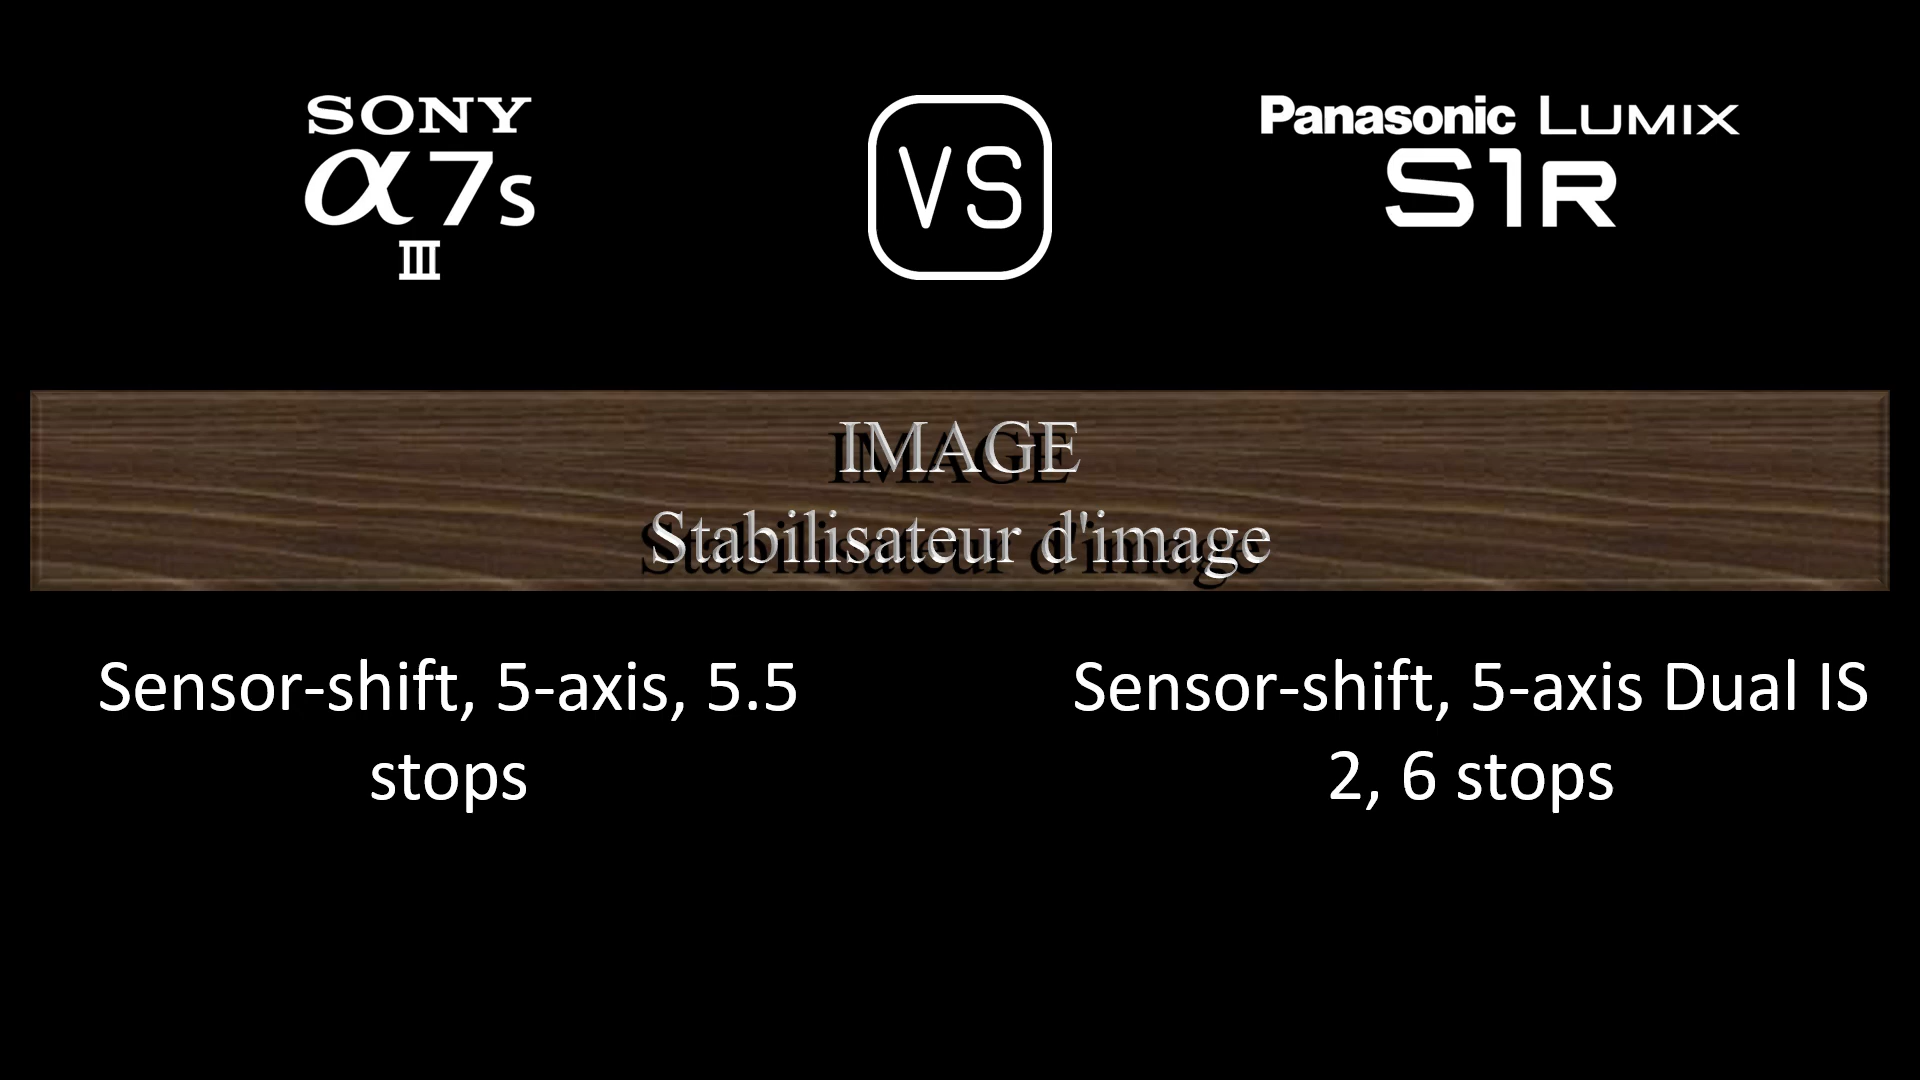 SONY
α7s
III
VS
Panasonic LUMIX
S1R
IMAGE
Stabilisateur d'image
Sensor-shift, 5-axis, 5.5
stops
Sensor-shift, 5-axis Dual IS
2, 6 stops